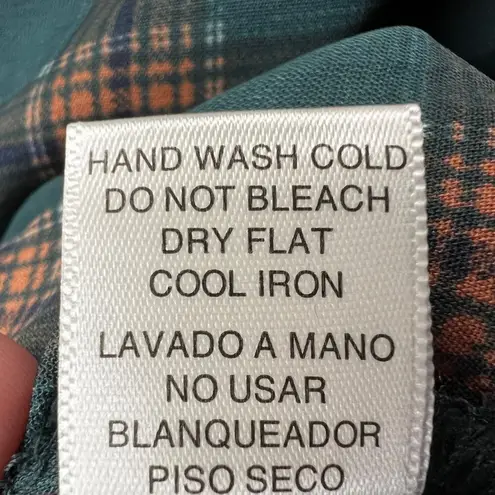 HAND WASH COLD
DO NOT BLEACH
DRY FLAT
COOL IRON
LAVADO A MANO
NO USAR
BLANQUEADOR
PISO SECO